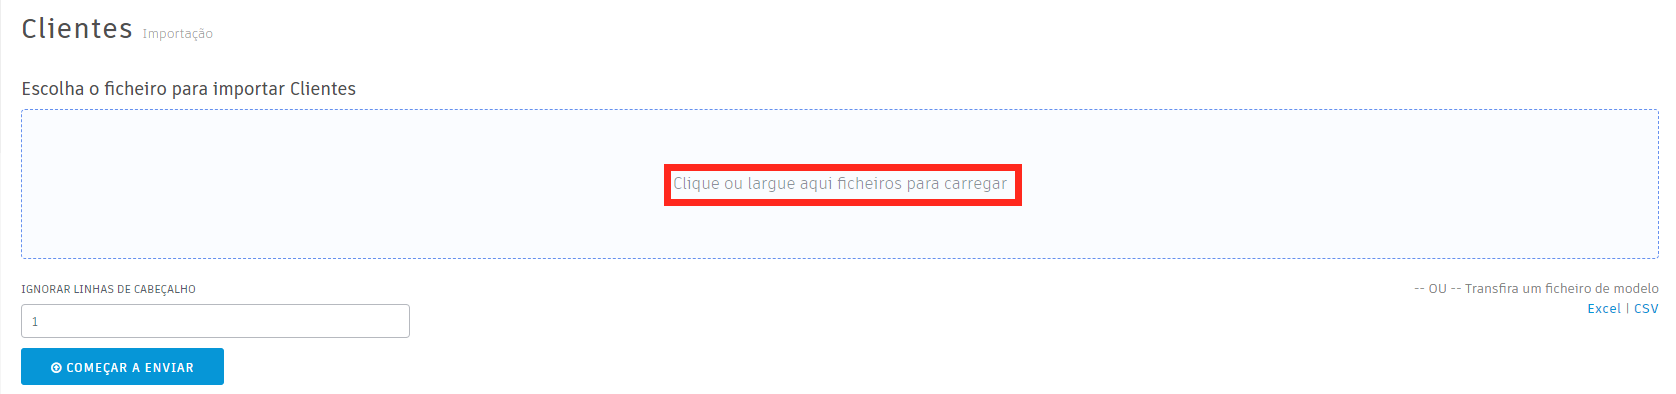 Clientes Importação
Escolha o ficheiro para importar Clientes
Clique ou largue aqui ficheiros para carregar
IGNORAR LINHAS DE CABEÇALHO
-- OU -- Transfira um ficheiro de modelo
1
Excel | CSV
COMEÇAR A ENVIAR